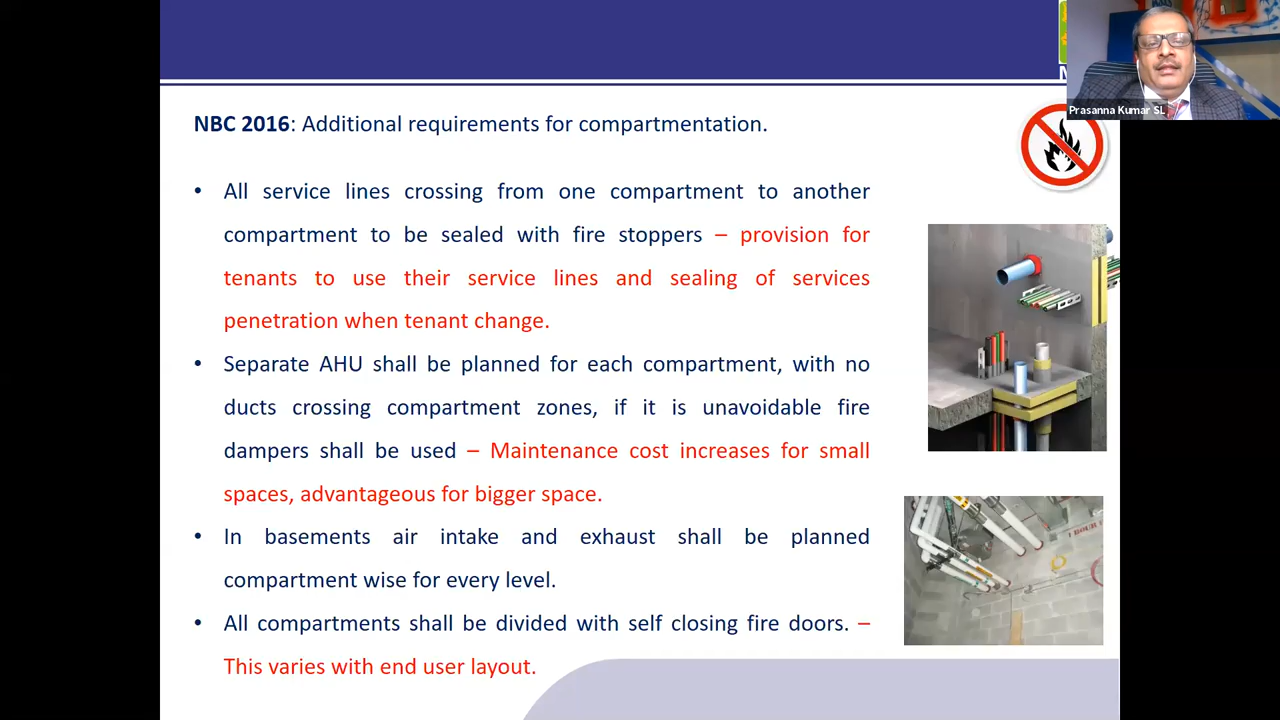 Prasanna Kumar SL
NBC 2016: Additional requirements for compartmentation.
• All service lines crossing from one compartment to another
compartment to be sealed with fire stoppers – provision for
tenants to use their service lines and sealing of services
penetration when tenant change.
• Separate AHU shall be planned for each compartment, with no
ducts crossing compartment zones, if it is unavoidable fire
dampers shall be used – Maintenance cost increases for small
spaces, advantageous for bigger space.
• In basements air intake and exhaust shall be planned
compartment wise for every level.
• All compartments shall be divided with self closing fire doors. –
This varies with end user layout.